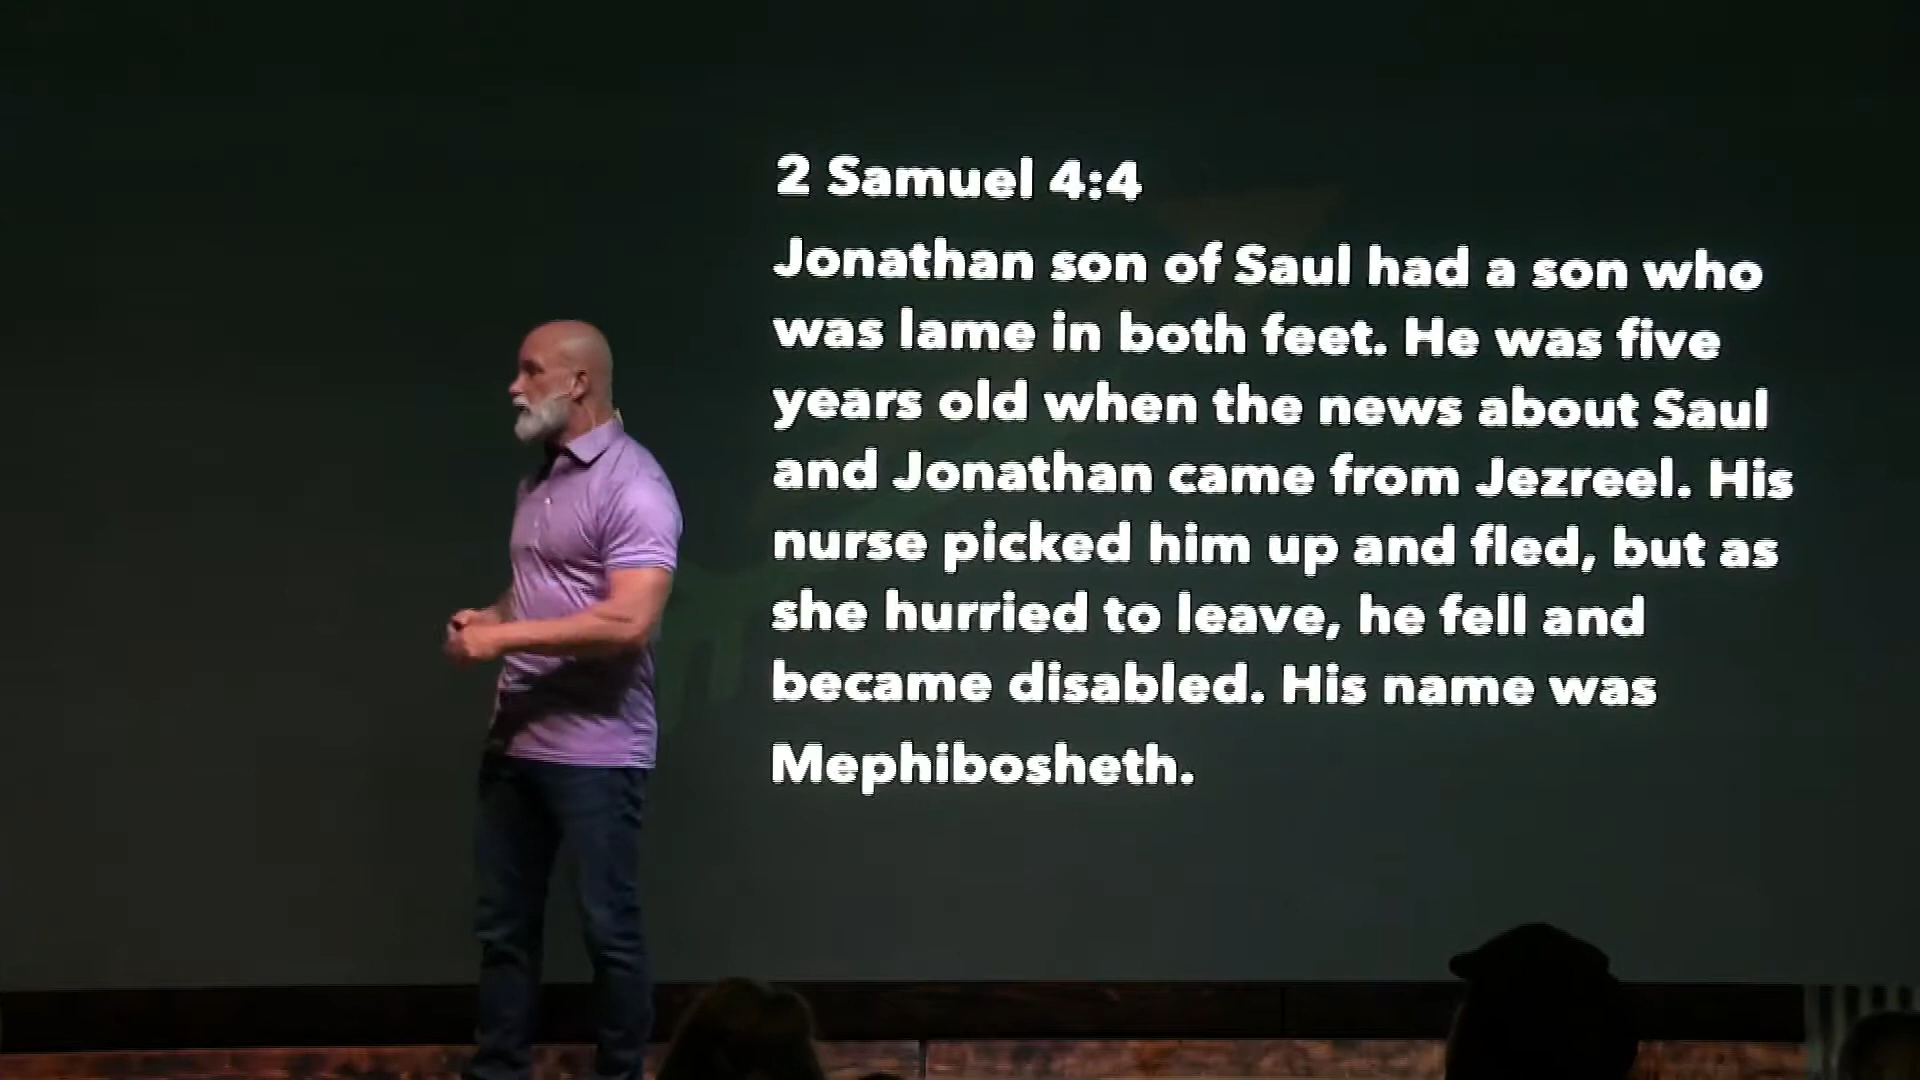 2 Samuel 4:4
Jonathan son of Saul had a son who
was lame in both feet. He was five
years old when the news about Saul
and Jonathan came from Jezreel. His
nurse picked him up and fled, but as
she hurried to leave, he fell and
became disabled. His name was
Mephibosheth.